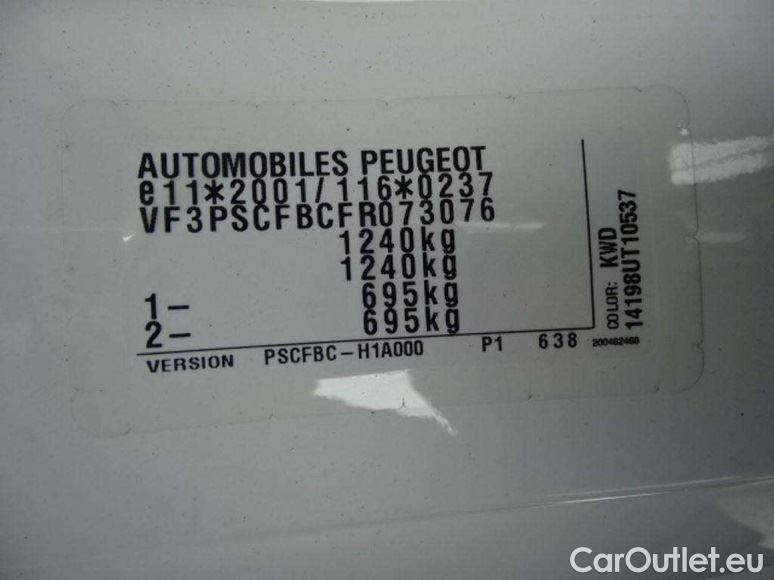 AUTOMOBILES PEUGEOT
e11*2001/116*0237
VF3PSCFBCFR073076
1240kg
1240kg
1- 695kg
2- 695kg
VERSION PSCFBC-H1A000 P1 638
200482468
COLOR: KWD
14198UT10537
CarOutlet.eu